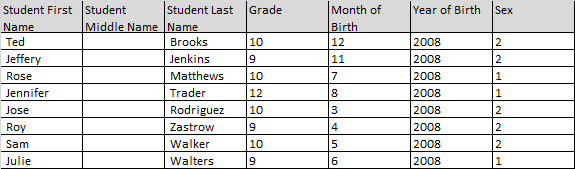 Student First Name Student Middle Name Student Last Name Grade Month of Birth Year of Birth Sex
Ted Brooks 10 12 2008 2
Jeffery Jenkins 9 11 2008 2
Rose Matthews 10 7 2008 1
Jennifer Trader 12 8 2008 1
Jose Rodriguez 10 3 2008 2
Roy Zastrow 9 4 2008 2
Sam Walker 10 5 2008 2
Julie Walters 9 6 2008 1